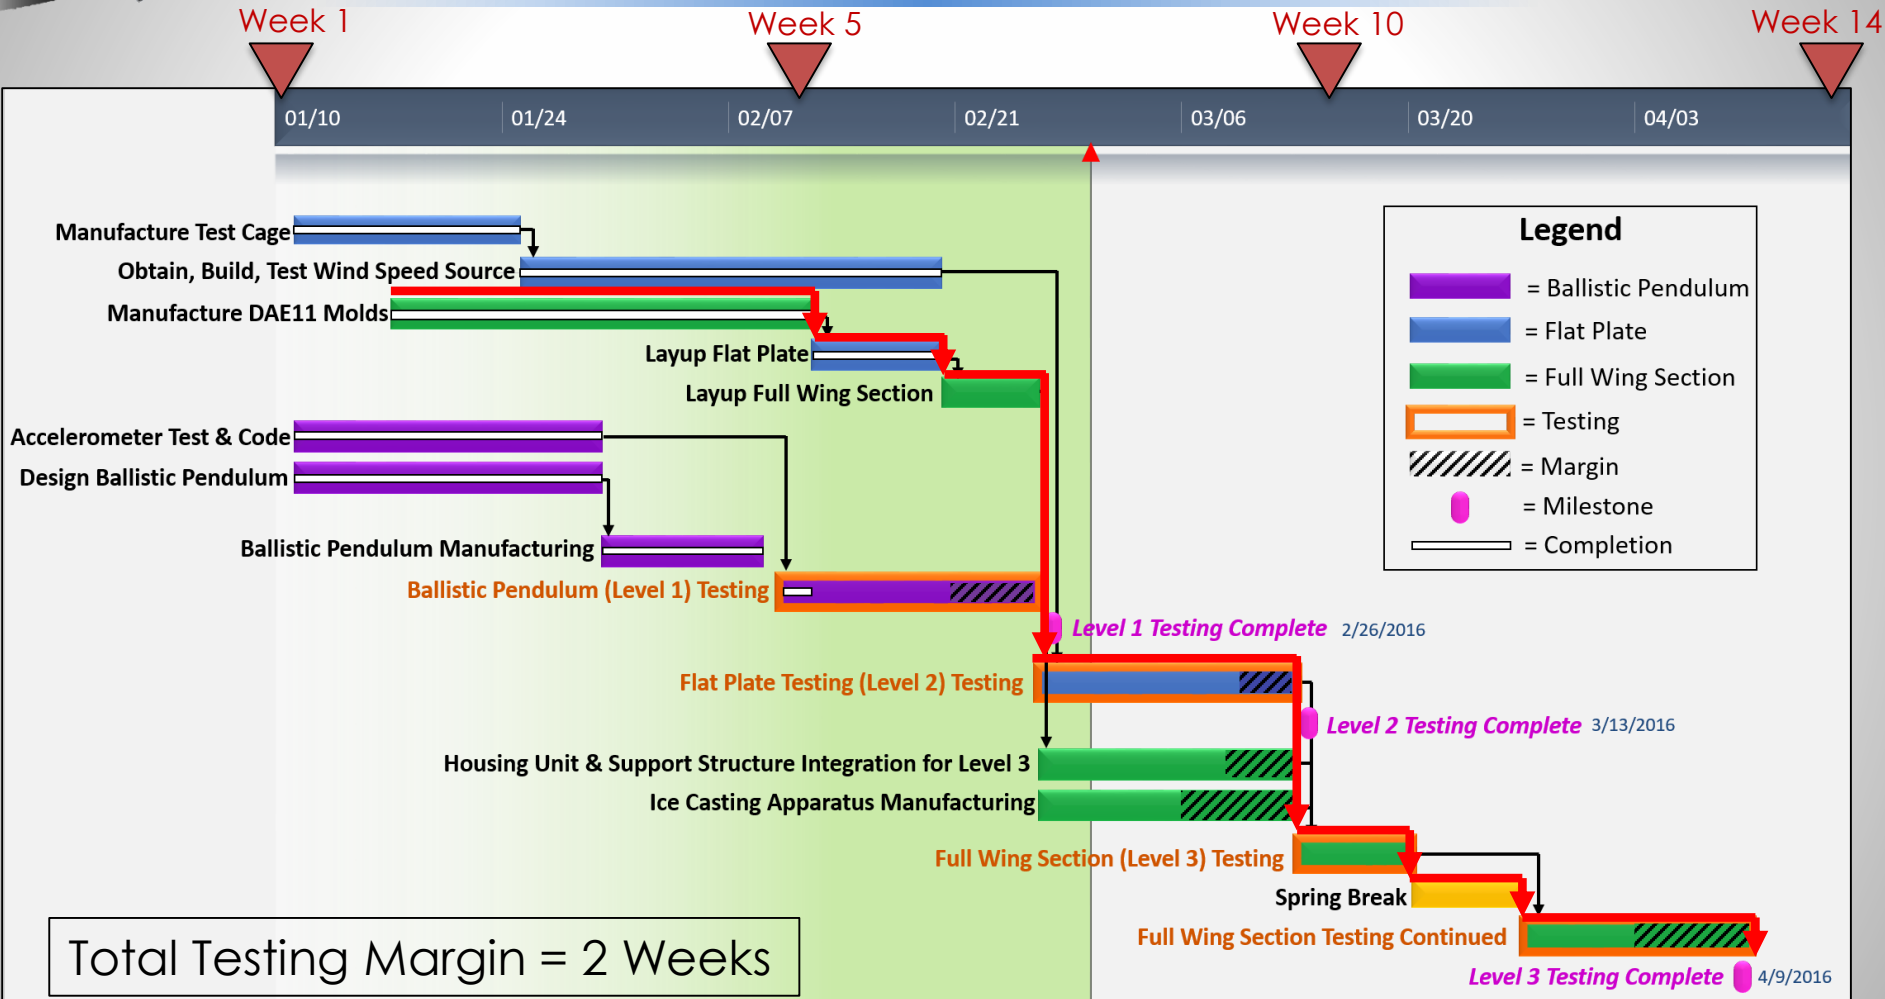 Week 1
Week 5
Week 10
Week 14
01/10
01/24
02/07
02/21
03/06
03/20
04/03
Manufacture Test Cage
Obtain, Build, Test Wind Speed Source
Manufacture DAE11 Molds
Layup Flat Plate
Layup Full Wing Section
Accelerometer Test & Code
Design Ballistic Pendulum
Ballistic Pendulum Manufacturing
Ballistic Pendulum (Level 1) Testing
Level 1 Testing Complete 2/26/2016
Flat Plate Testing (Level 2) Testing
Level 2 Testing Complete 3/13/2016
Housing Unit & Support Structure Integration for Level 3
Ice Casting Apparatus Manufacturing
Full Wing Section (Level 3) Testing
Spring Break
Full Wing Section Testing Continued
Level 3 Testing Complete 4/9/2016
Legend
= Ballistic Pendulum
= Flat Plate
= Full Wing Section
= Testing
= Margin
= Milestone
= Completion
Total Testing Margin = 2 Weeks